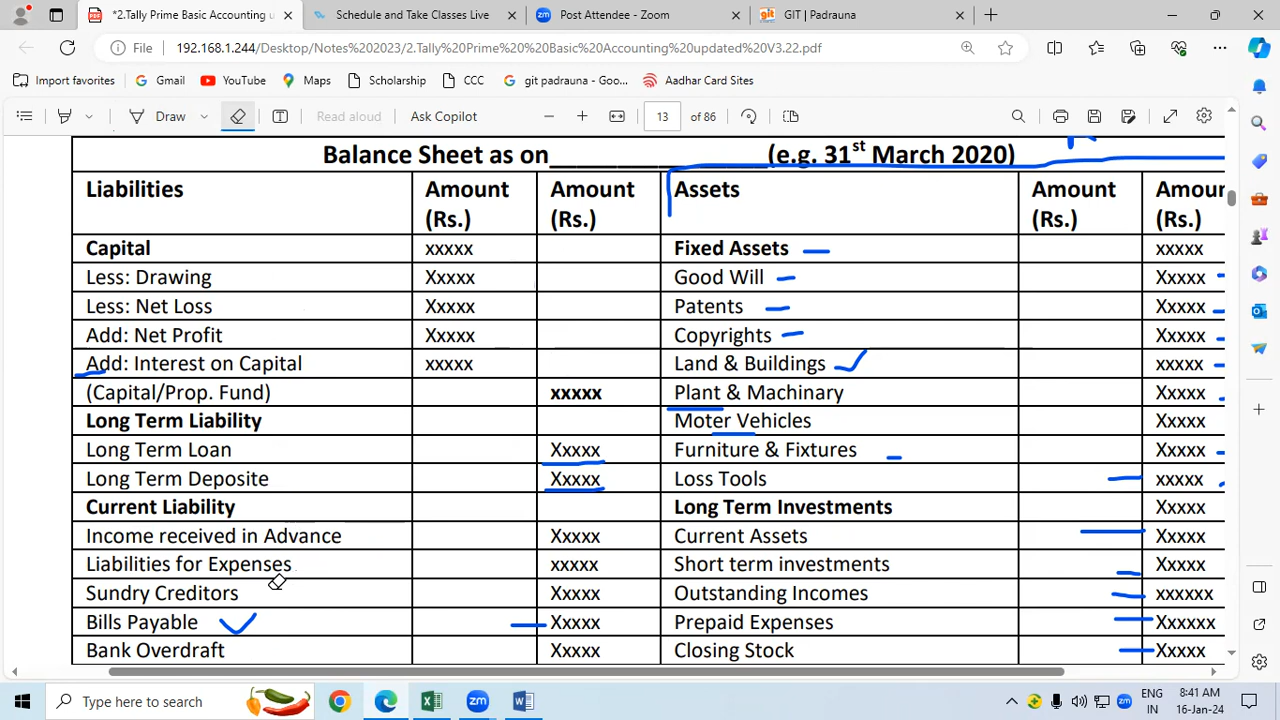 *2.Tally Prime Basic Accounting u
Schedule and Take Classes Live
Post Attendee - Zoom
GIT | Padrauna
File
192.168.1.244/Desktop/Notes%202023/2.Tally%20Prime%20%20Basic%20Accounting%20updated%20V3.22.pdf
Import favorites
Gmail
YouTube
Maps
Scholarship
CCC
git padrauna - Goo...
Aadhar Card Sites
Draw
Read aloud
Ask Copilot
13 of 86
Balance Sheet as on____________(e.g. 31st March 2020)
Liabilities Amount (Rs.) Amount (Rs.) Assets Amount (Rs.) Amour (Rs.)
Capital xxxxx Fixed Assets xxxxx
Less: Drawing Xxxxx Good Will Xxxxx
Less: Net Loss Xxxxx Patents Xxxxx
Add: Net Profit Xxxxx Copyrights Xxxxx
Add: Interest on Capital xxxxx Land & Buildings xxxxx
(Capital/Prop. Fund) xxxxx Plant & Machinary Xxxxx
Long Term Liability Moter Vehicles Xxxxx
Long Term Loan Xxxxx Furniture & Fixtures Xxxxx
Long Term Deposite Xxxxx Loss Tools xxxxx
Current Liability Long Term Investments Xxxxx
Income received in Advance Xxxxx Current Assets Xxxxx
Liabilities for Expenses xxxxx Short term investments Xxxxx
Sundry Creditors Xxxxx Outstanding Incomes xxxxxx
Bills Payable Xxxxx Prepaid Expenses Xxxxxx
Bank Overdraft Xxxxx Closing Stock Xxxxx
Type here to search
ENG
IN
8:41 AM
16-Jan-24